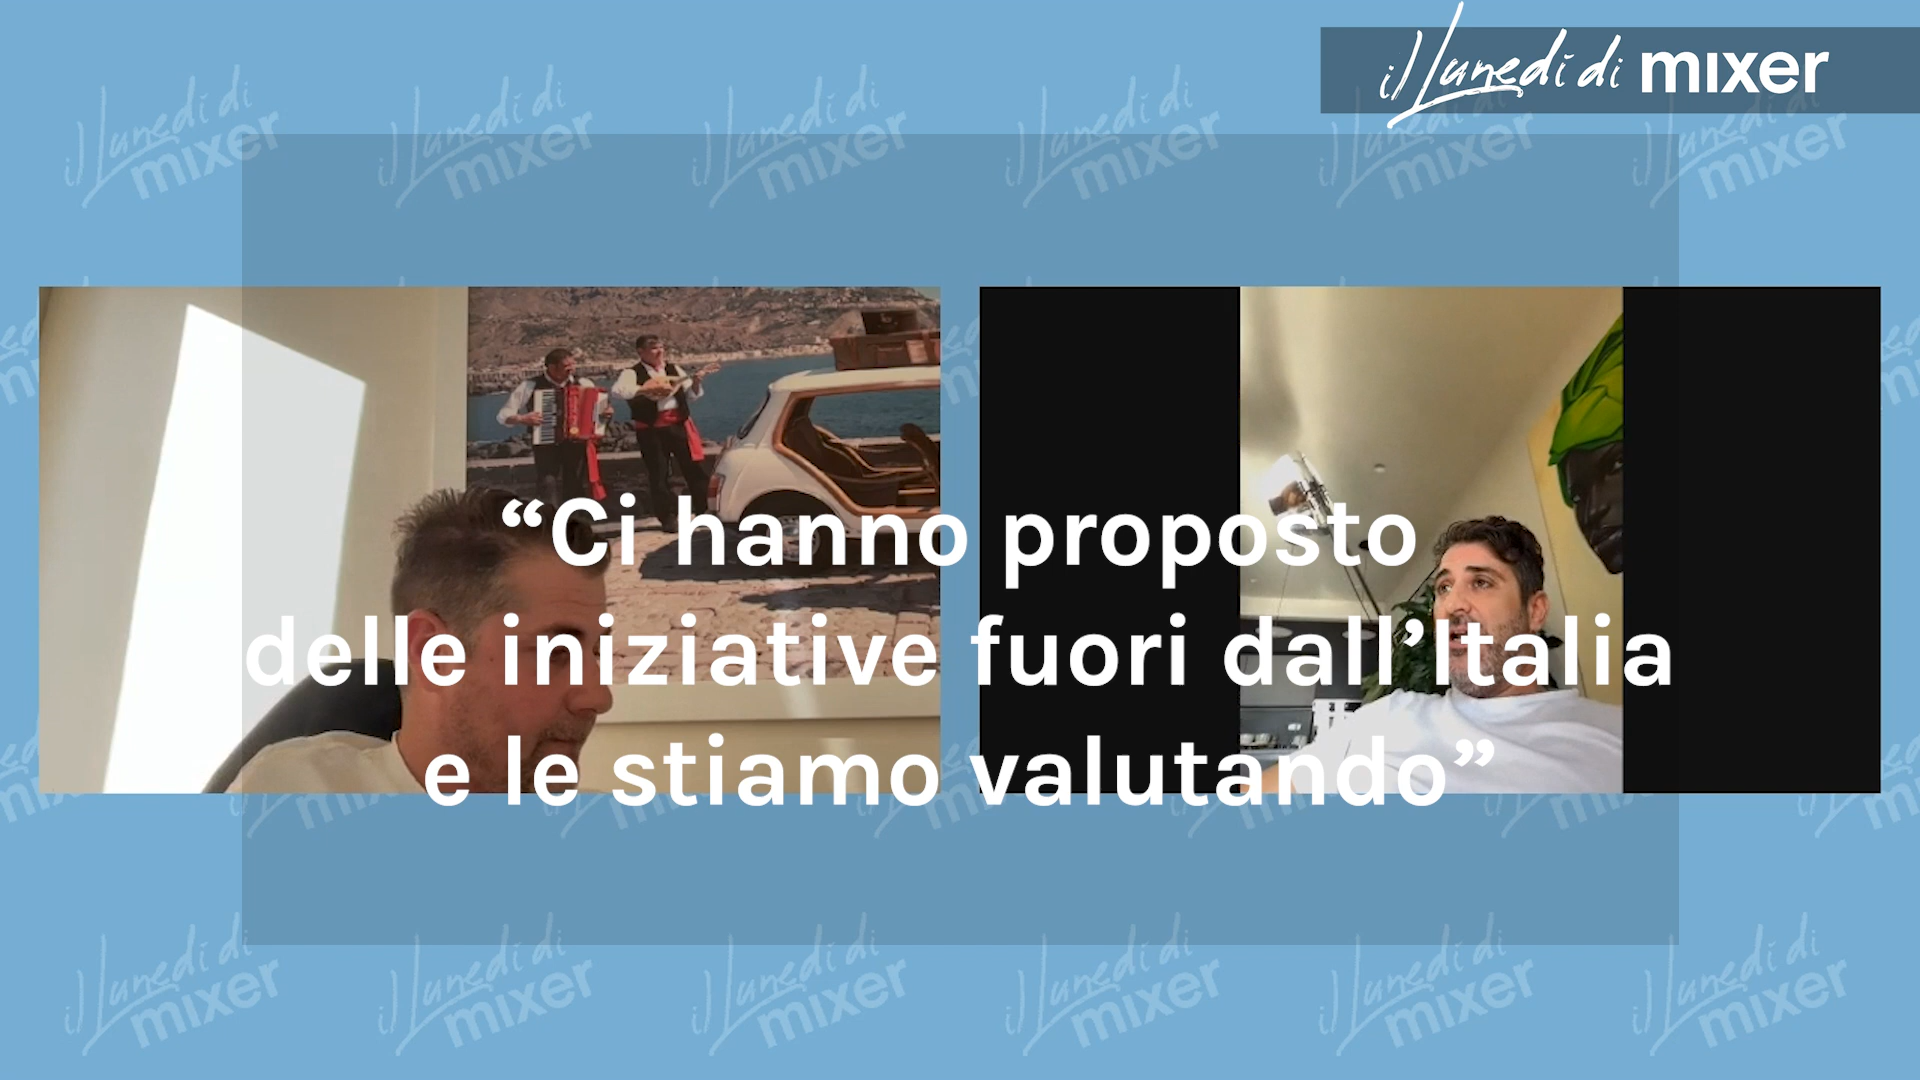 il lunedì di mixer
“Ci hanno proposto
delle iniziative fuori dall’Italia
e le stiamo valutando”